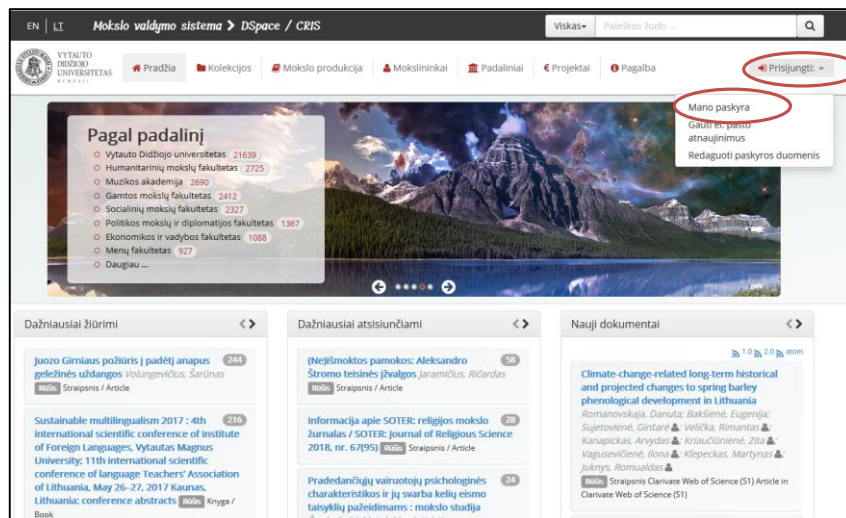 EN | LT Mokslo valdymo sistema > DSpace / CRIS Viskas Paieškos žodis ...
VYTAUTO
DIDŽIOJO
UNIVERSITETAS
MCMXXII
Pradžia Kolekcijos Mokslo produkcija Mokslininkai Padaliniai € Projektai Pagalba Prisijungti:
Mano paskyra
Gauti el. pašto
atnaujinimus
Redaguoti paskyros duomenis
Pagal padalinį
Vytauto Didžiojo universitetas 21639
Humanitarinių mokslų fakultetas 2725
Muzikos akademija 2690
Gamtos mokslų fakultetas 2412
Socialinių mokslų fakultetas 2327
Politikos mokslų ir diplomatijos fakultetas 1367
Ekonomikos ir vadybos fakultetas 1088
Menų fakultetas 927
Daugiau ...
Dažniausiai žiūrimi
Juozo Girniaus požiūris į padėtį anapus 244
geležinės uždangos Volungevičius, Šarūnas
Rūšis Straipsnis / Article
Sustainable multilingualism 2017 : 4th 216
international scientific conference of Institute
of Foreign Languages, Vytautas Magnus
University; 11th international scientific
conference of language Teachers' Association
of Lithuania, May 26–27, 2017 Kaunas,
Lithuania: conference abstracts Rūšis Knyga /
Book
Dažniausiai atsisiunčiami
(Ne)išmoktos pamokos: Aleksandro 58
Štromo teisinės įžvalgos Jaramičius, Ričardas
Rūšis Straipsnis / Article
Informacija apie SOTER: religijos mokslo 28
žurnalas / SOTER: Journal of Religious Science
2018, nr. 67(95) Rūšis Straipsnis / Article
Pradedančiųjų vairuotojų psichologinės 24
charakteristikos ir jų svarba kelių eismo
taisyklių pažeidimams : mokslo studija
Nauji dokumentai
1.0 2.0 atom
Climate-change-related long-term historical
and projected changes to spring barley
phenological development in Lithuania
Romanovskaja, Danuta; Bakšienė, Eugenija;
Sujetovienė, Gintarė; Velička, Rimantas;
Kanapickas, Arvydas; Kriaučiūnienė, Zita;
Vagusevičienė, Ilona; Klepeckas, Martynas;
Juknys, Romualdas
Rūšis Straipsnis Clarivate Web of Science (S1) Article in
Clarivate Web of Science (S1)